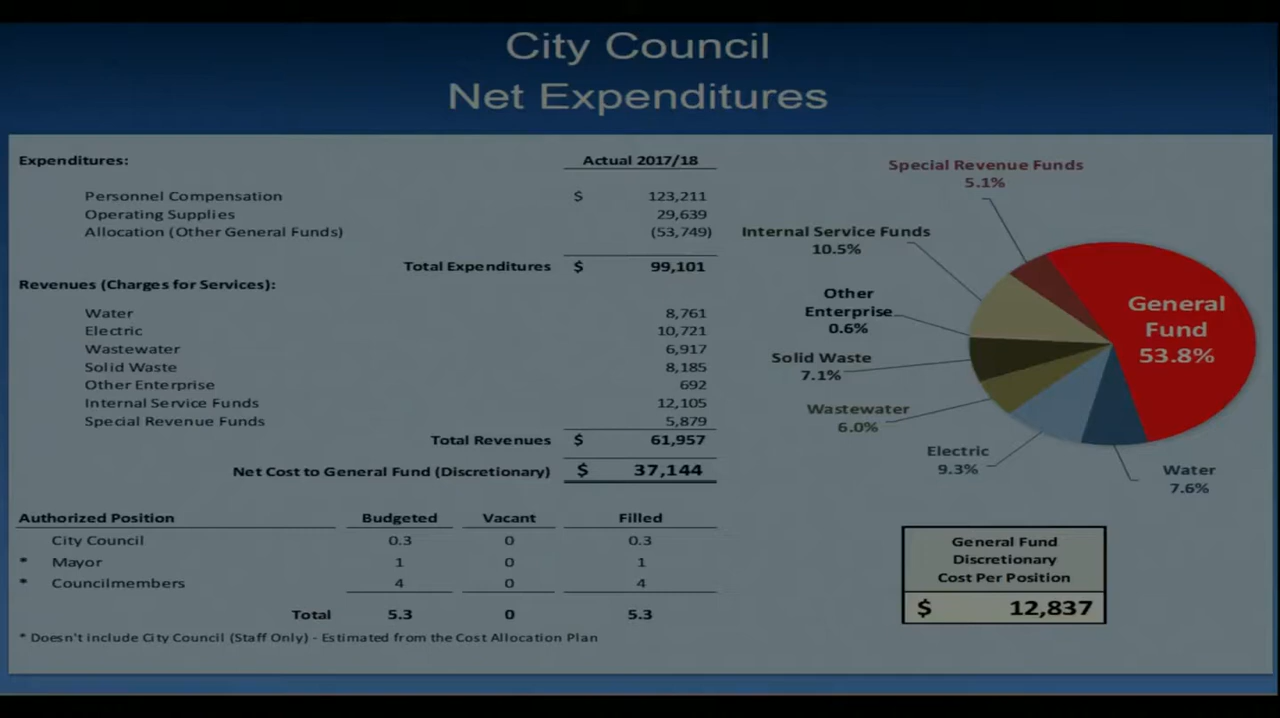 City Council
Net Expenditures
Expenditures: Actual 2017/18
Personnel Compensation $ 123,211
Operating Supplies 29,639
Allocation (Other General Funds) (53,749)
Total Expenditures $ 99,101
Revenues (Charges for Services):
Water 8,761
Electric 10,721
Wastewater 6,917
Solid Waste 8,185
Other Enterprise 692
Internal Service Funds 12,105
Special Revenue Funds 5,879
Total Revenues $ 61,957
Net Cost to General Fund (Discretionary) $ 37,144
Authorized Position Budgeted Vacant Filled
City Council 0.3 0 0.3
* Mayor 1 0 1
* Councilmembers 4 0 4
Total 5.3 0 5.3
* Doesn't include City Council (Staff Only) - Estimated from the Cost Allocation Plan
Special Revenue Funds
5.1%
Internal Service Funds
10.5%
Other
Enterprise
0.6%
Solid Waste
7.1%
Wastewater
6.0%
Electric
9.3%
Water
7.6%
General
Fund
53.8%
General Fund
Discretionary
Cost Per Position
$ 12,837